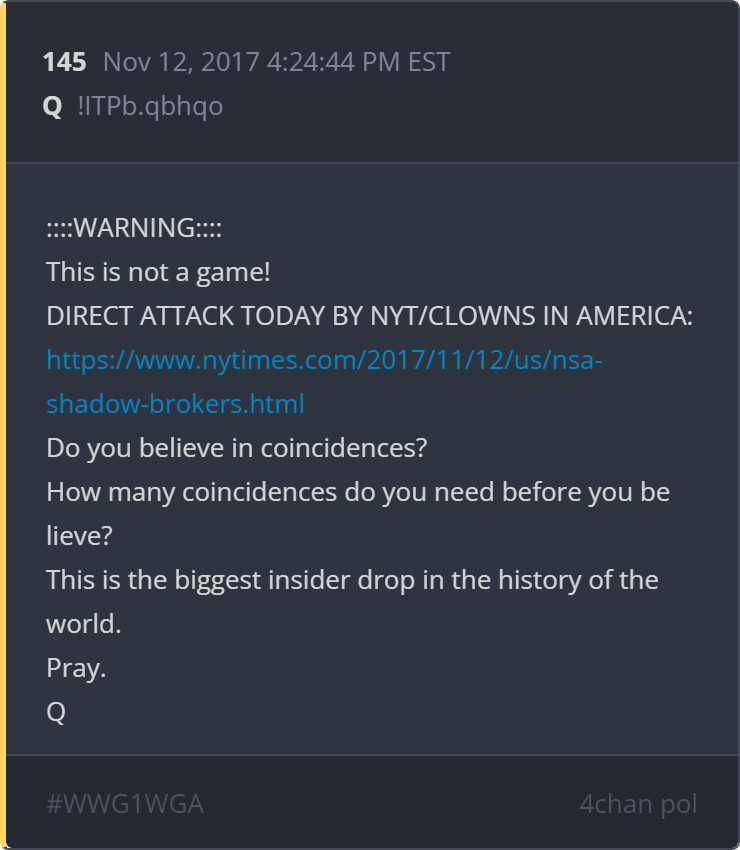 145 Nov 12, 2017 4:24:44 PM EST
Q !ITPb.qbhqo
::::WARNING::::
This is not a game!
DIRECT ATTACK TODAY BY NYT/CLOWNS IN AMERICA:
https://www.nytimes.com/2017/11/12/us/nsa-
shadow-brokers.html
Do you believe in coincidences?
How many coincidences do you need before you be
lieve?
This is the biggest insider drop in the history of the
world.
Pray.
Q
#WWG1WGA 4chan pol